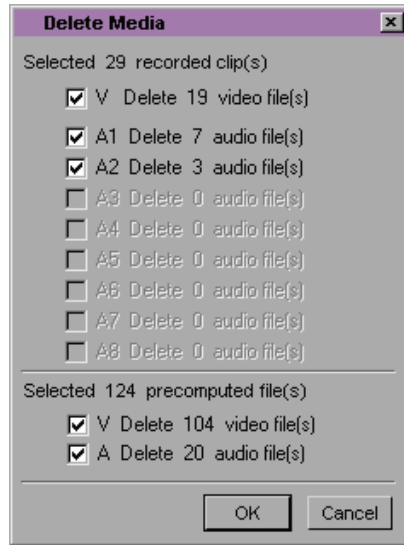 Delete Media
Selected 29 recorded clip(s)
V Delete 19 video file(s)
A1 Delete 7 audio file(s)
A2 Delete 3 audio file(s)
A3 Delete 0 audio file(s)
A4 Delete 0 audio file(s)
A5 Delete 0 audio file(s)
A6 Delete 0 audio file(s)
A7 Delete 0 audio file(s)
A8 Delete 0 audio file(s)
Selected 124 precomputed file(s)
V Delete 104 video file(s)
A Delete 20 audio file(s)
OK Cancel